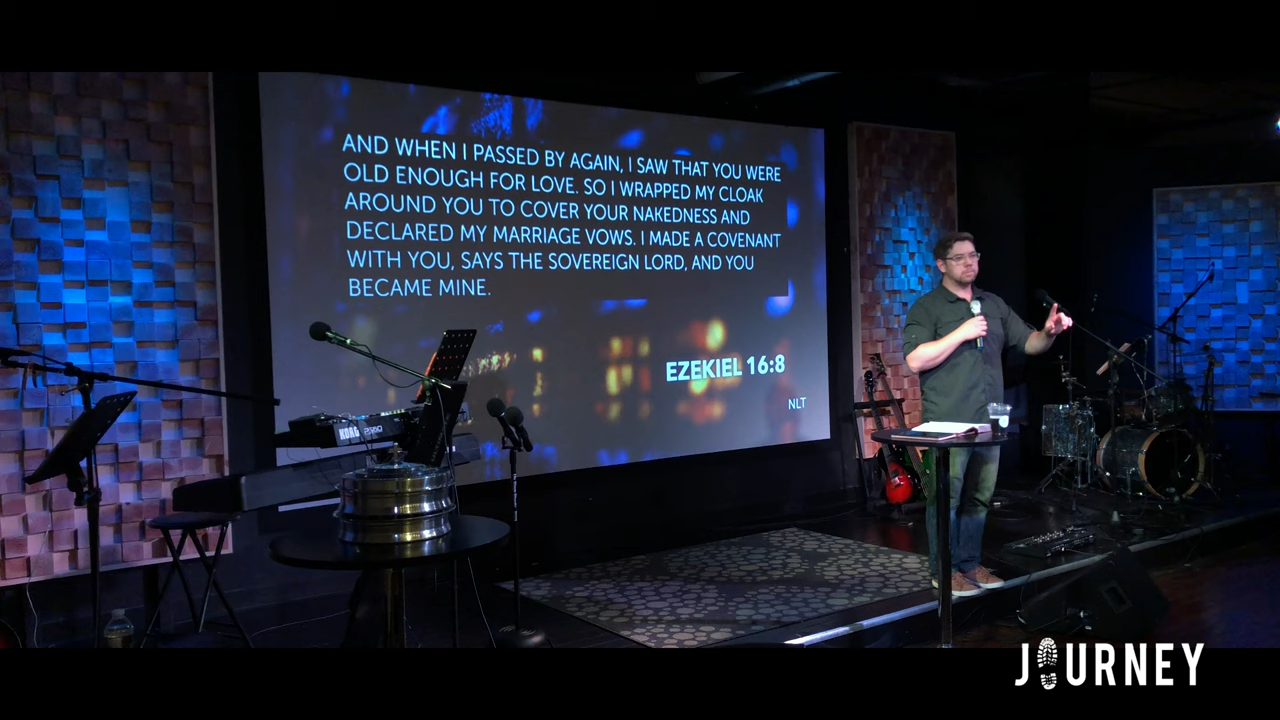 AND WHEN I PASSED BY AGAIN, I SAW THAT YOU WERE
OLD ENOUGH FOR LOVE. SO I WRAPPED MY CLOAK
AROUND YOU TO COVER YOUR NAKEDNESS AND
DECLARED MY MARRIAGE VOWS. I MADE A COVENANT
WITH YOU, SAYS THE SOVEREIGN LORD, AND YOU
BECAME MINE.
EZEKIEL 16:8
NLT
KORG
JOURNEY